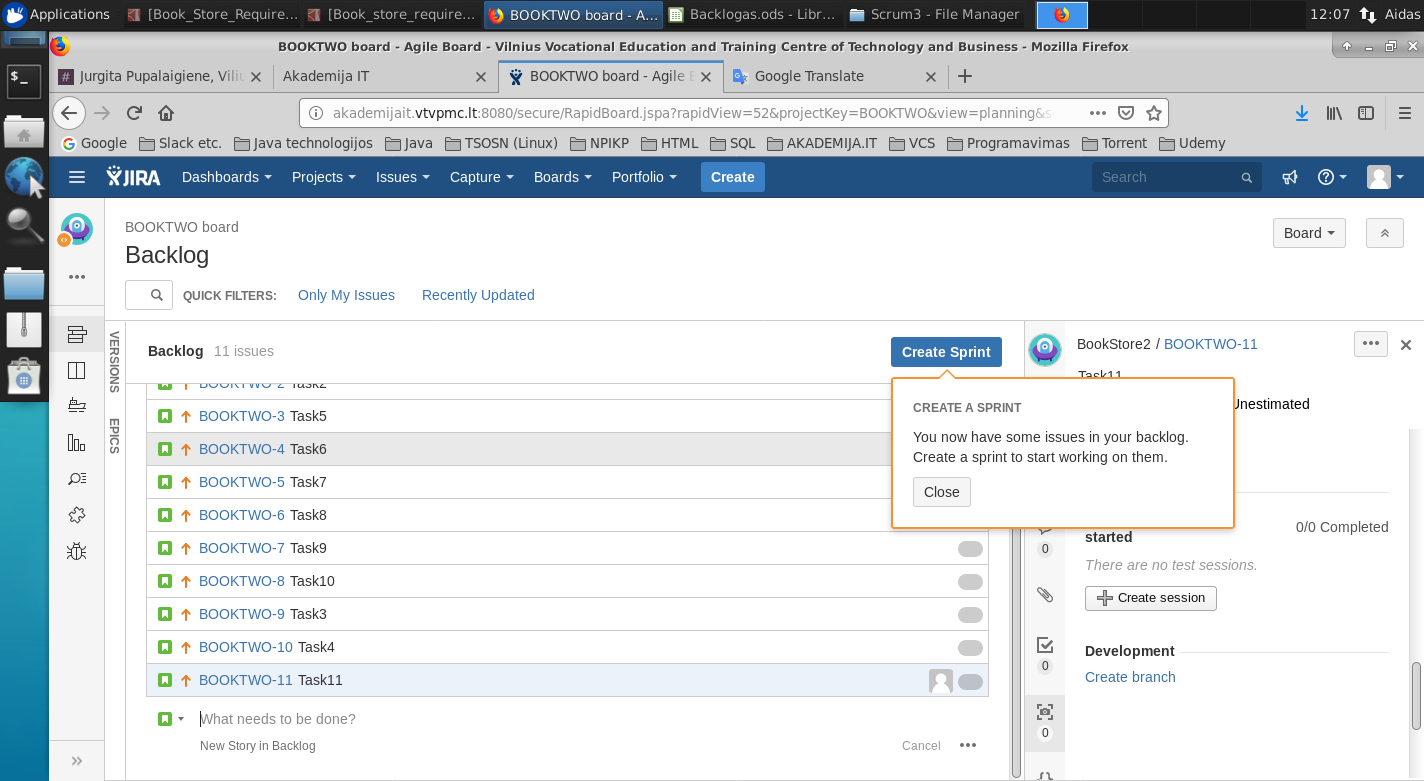 Applications
[Book_Store_Require…
[Book_store_require…
BOOKTWO board - A…
Backlogas.ods - Libr…
Scrum3 - File Manager
12:07
Aidas
BOOKTWO board - Agile Board - Vilnius Vocational Education and Training Centre of Technology and Business - Mozilla Firefox
Jurgita Pupalaigiene, Viliu
Akademija IT
BOOKTWO board - Agile B
Google Translate
akademijait.vtvpmc.lt:8080/secure/RapidBoard.jspa?rapidView=52&projectKey=BOOKTWO&view=planning&s
Google
Slack etc.
Java technologijos
Java
TSOSN (Linux)
NPIKP
HTML
SQL
AKADEMIJA.IT
VCS
Programavimas
Torrent
Udemy
JIRA
Dashboards
Projects
Issues
Capture
Boards
Portfolio
Create
Search
BOOKTWO board
Backlog
Board
QUICK FILTERS:
Only My Issues
Recently Updated
VERSIONS
EPICS
Backlog 11 issues
Create Sprint
BOOKTWO-2 Task2
BOOKTWO-3 Task5
BOOKTWO-4 Task6
BOOKTWO-5 Task7
BOOKTWO-6 Task8
BOOKTWO-7 Task9
BOOKTWO-8 Task10
BOOKTWO-9 Task3
BOOKTWO-10 Task4
BOOKTWO-11 Task11
What needs to be done?
New Story in Backlog
Cancel
CREATE A SPRINT
You now have some issues in your backlog.
Create a sprint to start working on them.
Close
BookStore2 / BOOKTWO-11
Task11
Unestimated
started
0/0 Completed
There are no test sessions.
Create session
Development
Create branch
0
0
0